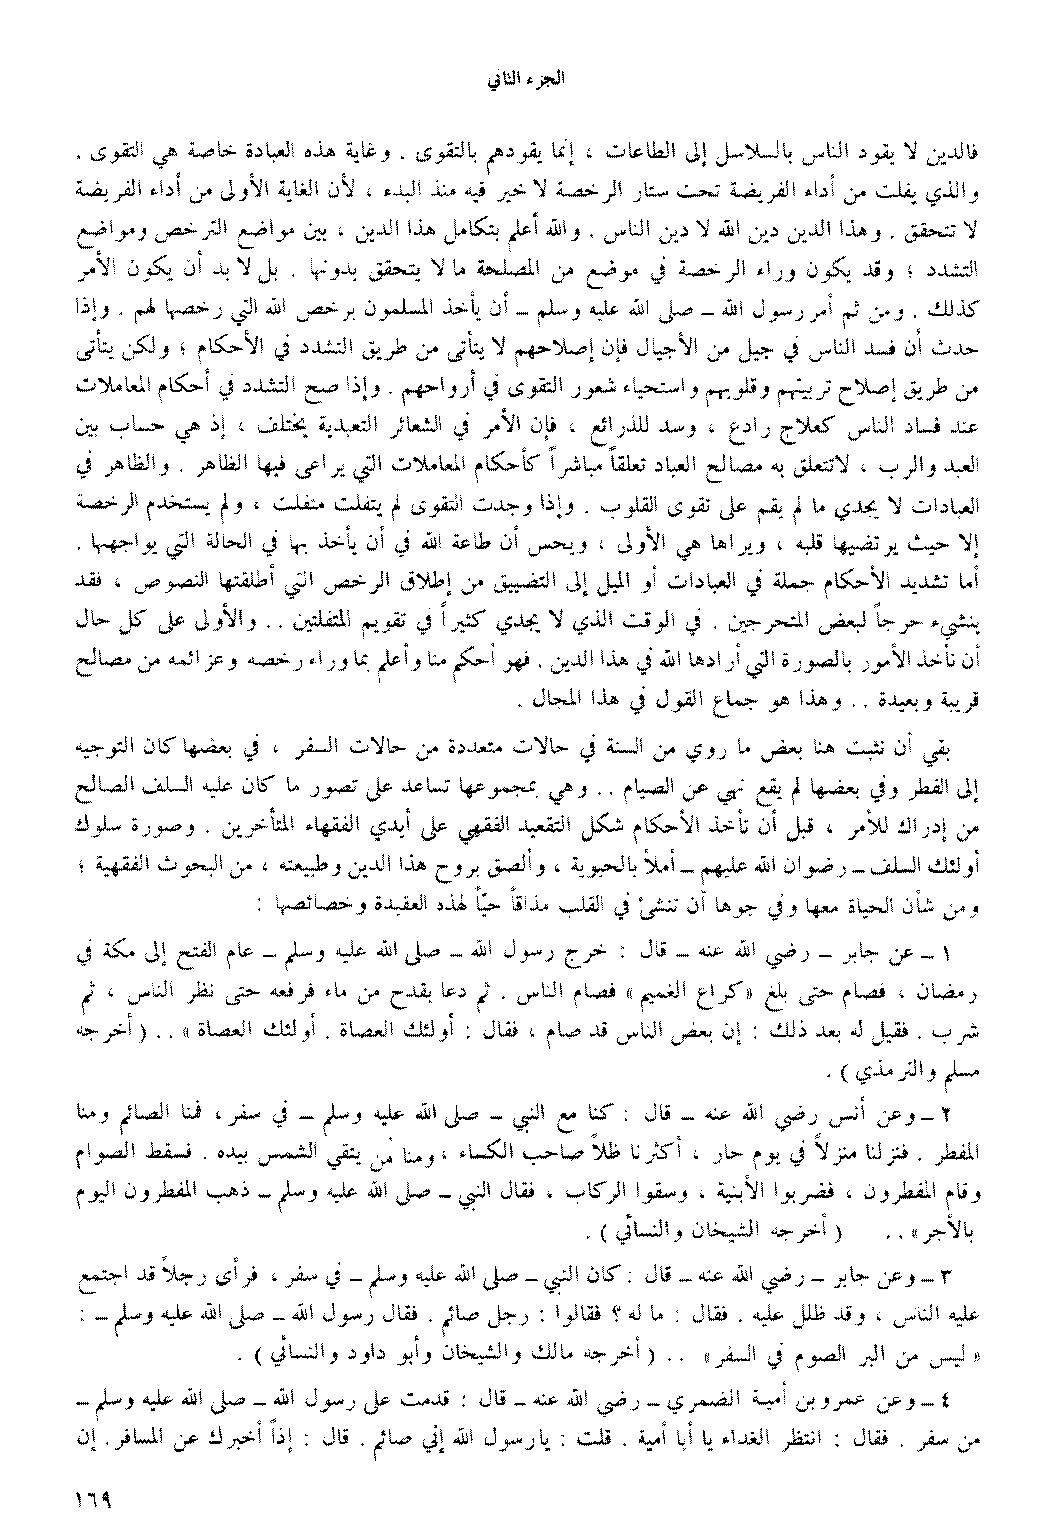 الجزء الثاني
فالدين لا يقود الناس بالسلاسل إلى الطاعات ، إنما يقودهم بالتقوى . وغاية هذه العبادة خاصة هي التقوى .
والذي يفلت من أداء الفريضة تحت ستار الرخصة لا خير فيه منذ البدء ، لأن الغاية الأولى من أداء الفريضة
لا تتحقق . وهذا الدين دين الله لا دين الناس . والله أعلم بتكامل هذا الدين ، بين مواضع الترخص ومواضع
التشدد ؛ وقد يكون وراء الرخصة في موضع من المصلحة ما لا يتحقق بدونها . بل لا بد أن يكون الأمر
كذلك . ومن ثم أمر رسول الله – صلى الله عليه وسلم – أن يأخذ المسلمون برخص الله التي رخصها لهم . وإذا
حدث أن فسد الناس في جيل من الأجيال فإن إصلاحهم لا يتأتى من طريق التشدد في الأحكام ؛ ولكن يتأتى
من طريق إصلاح تربيتهم وقلوبهم واستحياء شعور التقوى في أرواحهم . وإذا صح التشدد في أحكام المعاملات
عند فساد الناس كعلاج رادع ، وسد للذرائع ، فإن الأمر في الشعائر التعبدية يختلف ، إذ هي حساب بين
العبد والرب ، لاتتعلق به مصالح العباد تعلقاً مباشراً كأحكام المعاملات التي يراعى فيها الظاهر . والظاهر في
العبادات لا يجدي ما لم يقم على تقوى القلوب . وإذا وجدت التقوى لم يتفلت متفلت ، ولم يستخدم الرخصة
إلا حيث يرتضيها قلبه ، ويراها هي الأولى ، ويحس أن طاعة الله في أن يأخذ بها في الحالة التي يواجهها .
أما تشديد الأحكام جملة في العبادات أو الميل إلى التضييق من إطلاق الرخص التي أطلقتها النصوص ، فقد
ينشيء حرجاً لبعض المتحرجين . في الوقت الذي لا يجدي كثيراً في تقويم المتفلتين .. والأولى على كل حال
أن نأخذ الأمور بالصورة التي أرادها الله في هذا الدين . فهو أحكم منا وأعلم بما وراء رخصه وعزائمه من مصالح
قريبة وبعيدة .. وهذا هو جماع القول في هذا المجال .
بقي أن نثبت هنا بعض ما روي من السنة في حالات متعددة من حالات السفر ، في بعضها كان التوجيه
إلى الفطر وفي بعضها لم يقع نهي عن الصيام .. وهي بمجموعها تساعد على تصور ما كان عليه السلف الصالح
من إدراك للأمر ، قبل أن تأخذ الأحكام شكل التقعيد الفقهي على أيدي الفقهاء المتأخرين . وصورة سلوك
أولئك السلف – رضوان الله عليهم – أملأ بالحيوية ، وألصق بروح هذا الدين وطبيعته ، من البحوث الفقهية ؛
ومن شأن الحياة معها وفي جوها أن تنشئ في القلب مذاقاً حيّاً لهذه العقيدة وخصائصها :
١ – عن جابر – رضي الله عنه – قال : خرج رسول الله – صلى الله عليه وسلم – عام الفتح إلى مكة في
رمضان ، فصام حتى بلغ «كراع الغميم» فصام الناس . ثم دعا بقدح من ماء فرفعه حتى نظر الناس ، ثم
شرب . فقيل له بعد ذلك : إن بعض الناس قد صام ، فقال : أولئك العصاة . أولئك العصاة » .. ( أخرجه
مسلم والترمذي ) .
٢ – وعن أنس رضي الله عنه – قال : كنا مع النبي – صلى الله عليه وسلم – في سفر ، فمنا الصائم ومنا
المفطر . فنزلنا منزلاً في يوم حار ، أكثرنا ظلاً صاحب الكساء ، ومنا من يتقي الشمس بيده . فسقط الصوام
وقام المفطرون ، فضربوا الأبنية ، وسقوا الركاب ، فقال النبي – صلى الله عليه وسلم – ذهب المفطرون اليوم
بالأجر» .. ( أخرجه الشيخان والنسائي ) .
٣ – وعن جابر – رضي الله عنه – قال : كان النبي – صلى الله عليه وسلم – في سفر ، فرأى رجلاً قد اجتمع
عليه الناس ، وقد ظلل عليه . فقال : ما له ؟ فقالوا : رجل صائم . فقال رسول الله – صلى الله عليه وسلم – :
« ليس من البر الصوم في السفر» .. ( أخرجه مالك والشيخان وأبو داود والنسائي ) .
٤ – وعن عمرو بن أمية الضمري – رضي الله عنه – قال : قدمت على رسول الله – صلى الله عليه وسلم –
من سفر . فقال : انتظر الغداء يا أبا أمية . قلت : يارسول الله إني صائم . قال : إذاً أخبرك عن المسافر . إن
١٦٩